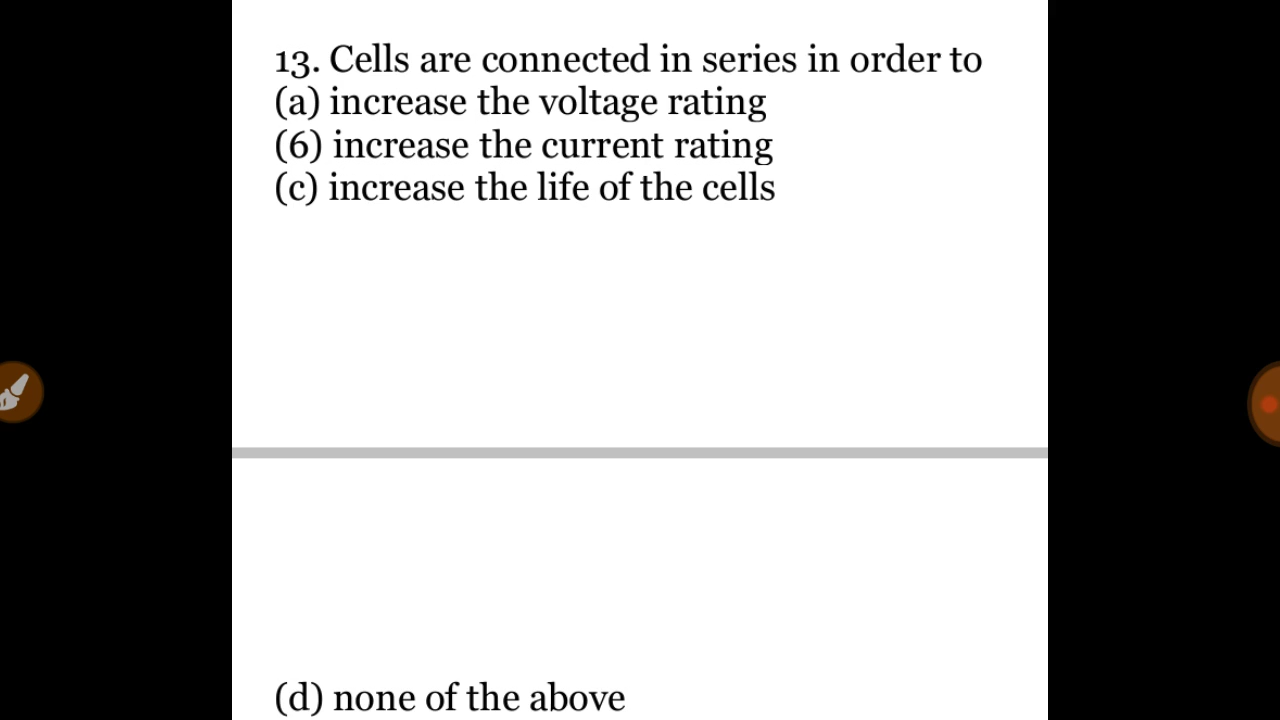 13. Cells are connected in series in order to
(a) increase the voltage rating
(6) increase the current rating
(c) increase the life of the cells
(d) none of the above